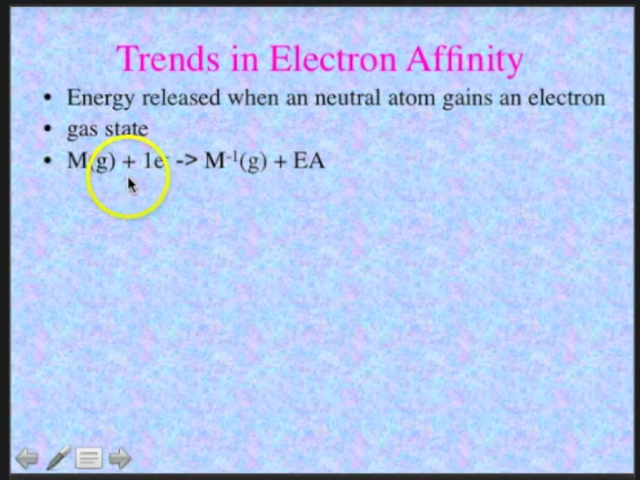 Trends in Electron Affinity
• Energy released when an neutral atom gains an electron
• gas state
• M(g) + 1e⁻ -> M⁻¹(g) + EA